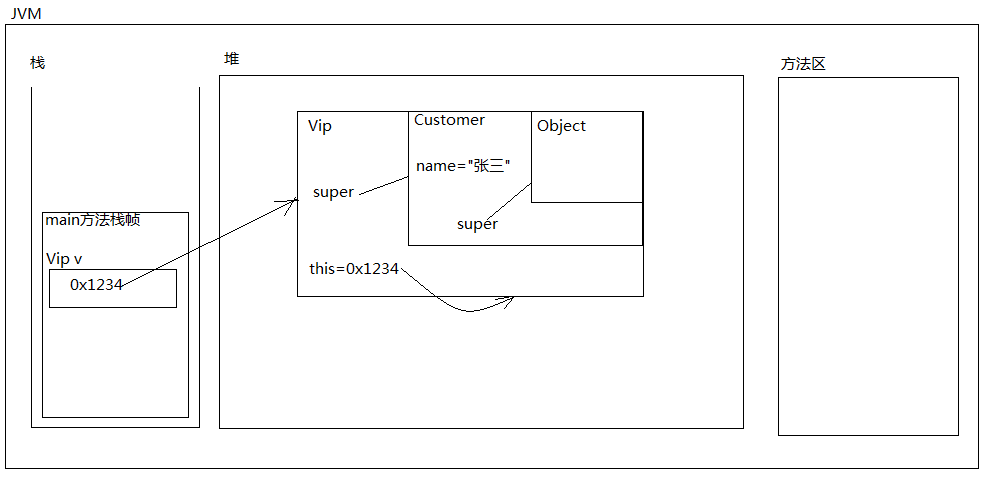 JVM
栈
堆
方法区
Vip
Customer
Object
name="张三"
super
super
main方法栈帧
Vip v
0x1234
this=0x1234